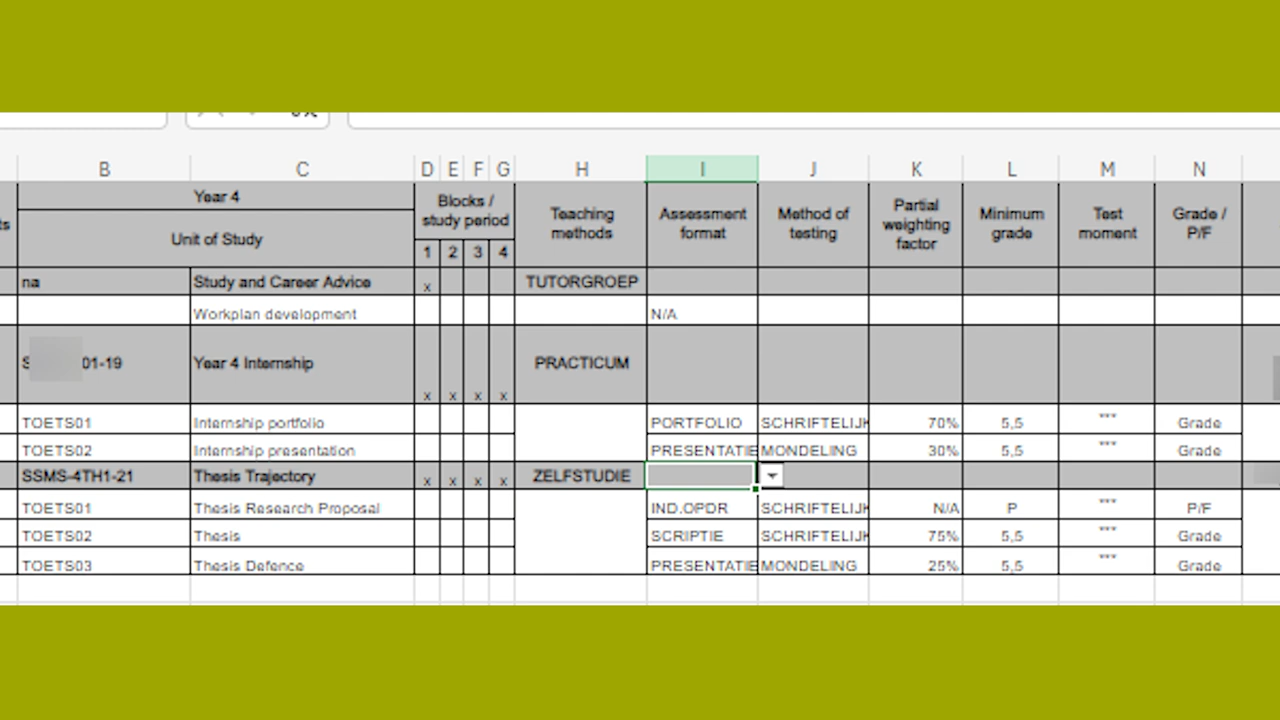 B C D E F G H I J K L M N
Year 4 Blocks / study period Teaching methods Assessment format Method of testing Partial weighting factor Minimum grade Test moment Grade / P/F
Unit of Study
1 2 3 4
na Study and Career Advice x TUTORGROEP
Workplan development N/A
01-19 Year 4 Internship x x x x PRACTICUM
TOETS01 Internship portfolio PORTFOLIO SCHRIFTELIJK 70% 5,5 *** Grade
TOETS02 Internship presentation PRESENTATIE MONDELING 30% 5,5 *** Grade
SSMS-4TH1-21 Thesis Trajectory x x x x ZELFSTUDIE
TOETS01 Thesis Research Proposal IND.OPDR SCHRIFTELIJK N/A P *** P/F
TOETS02 Thesis SCRIPTIE SCHRIFTELIJK 75% 5,5 *** Grade
TOETS03 Thesis Defence PRESENTATIE MONDELING 25% 5,5 *** Grade